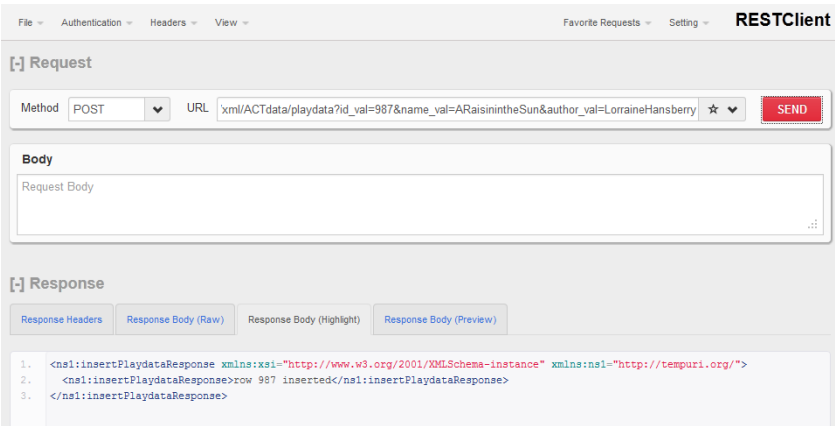 File Authentication Headers View Favorite Requests Setting RESTClient
[-] Request
Method POST URL 'xml/ACTdata/playdata?id_val=987&name_val=ARaisinintheSun&author_val=LorraineHansberry SEND
Body
Request Body
[-] Response
Response Headers Response Body (Raw) Response Body (Highlight) Response Body (Preview)
1. <ns1:insertPlaydataResponse xmlns:xsi="http://www.w3.org/2001/XMLSchema-instance" xmlns:ns1="http://tempuri.org/">
2. <ns1:insertPlaydataResponse>row 987 inserted</ns1:insertPlaydataResponse>
3. </ns1:insertPlaydataResponse>